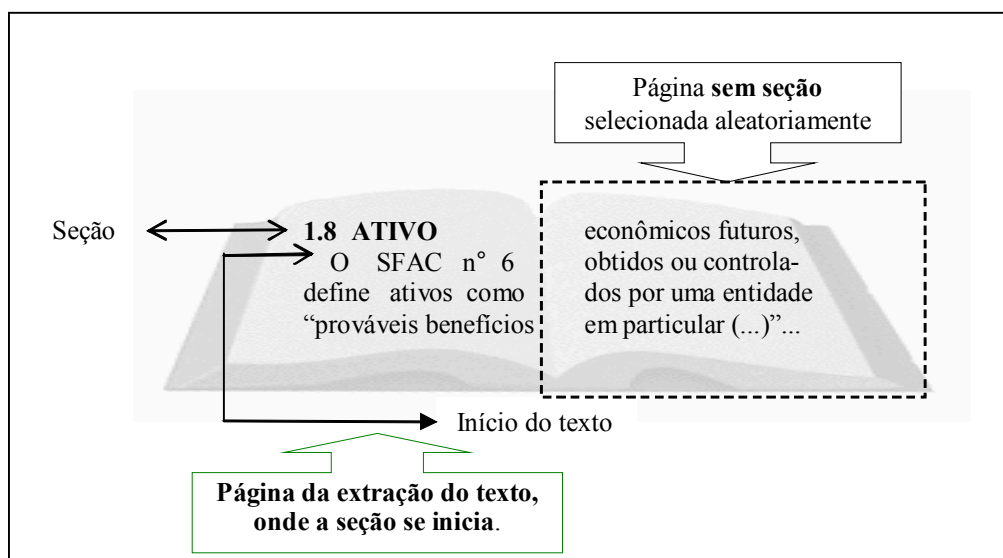 Página sem seção
selecionada aleatoriamente
Seção
1.8 ATIVO
O SFAC n° 6
define ativos como
“prováveis benefícios
econômicos futuros,
obtidos ou controla-
dos por uma entidade
em particular (...)”...
Início do texto
Página da extração do texto,
onde a seção se inicia.